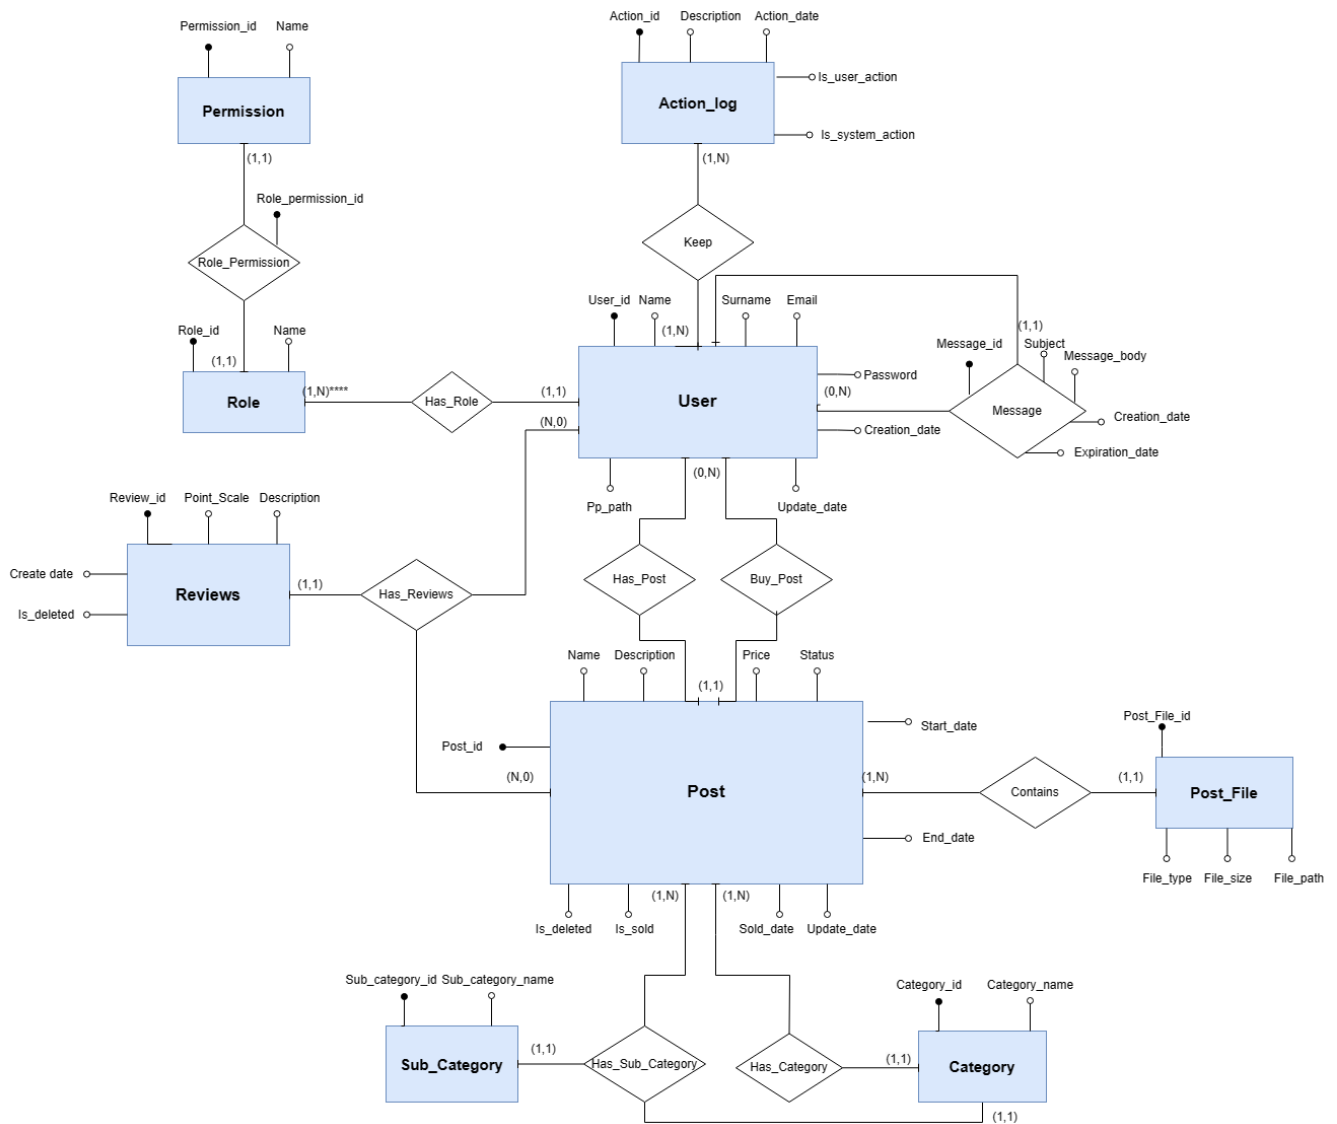 Action_id Description Action_date
Permission_id Name
Is_user_action
Action_log
Permission
Is_system_action
(1,1)
(1,N)
Role_permission_id
Keep
Role_Permission
User_id Name Surname Email
(1,N)
(1,1)
Role_id Name
Message_id Subject
Message_body
(1,1)
Password
(1,N)**** (1,1) (0,N)
Role Has_Role User Message
Creation_date
(N,0)
Creation_date
Expiration_date
(0,N)
Review_id Point_Scale Description
Pp_path Update_date
Create date
Has_Post Buy_Post
(1,1)
Reviews Has_Reviews
Is_deleted
Name Description Price Status
(1,1)
Post_File_id
Start_date
Post_id
(N,0) (1,N) (1,1)
Post Contains Post_File
End_date
File_type File_size File_path
(1,N) (1,N)
Is_deleted Is_sold Sold_date Update_date
Sub_category_id Sub_category_name
Category_id Category_name
(1,1) (1,1)
Sub_Category Has_Sub_Category Has_Category Category
(1,1)